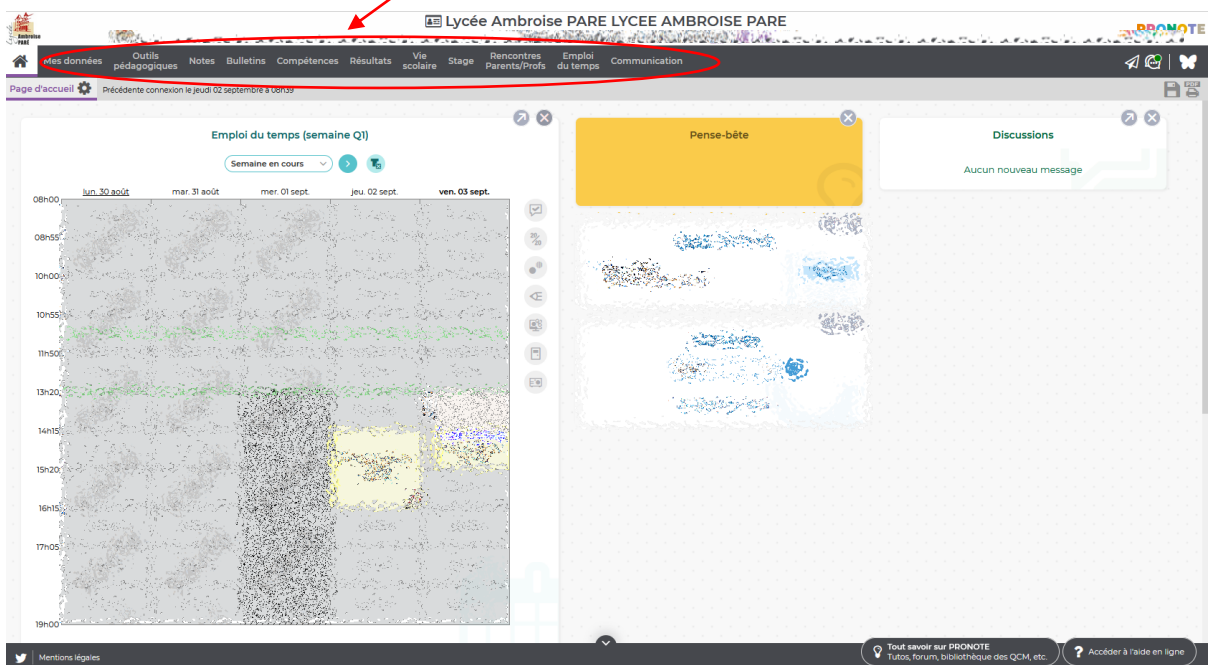 Lycée Ambroise PARE LYCEE AMBROISE PARE
Lycée
Ambroise
PARÉ
PRONOTE
Mes données
Outils
pédagogiques
Notes
Bulletins
Compétences
Résultats
Vie
scolaire
Stage
Rencontres
Parents/Profs
Emploi
du temps
Communication
Page d'accueil
Précédente connexion le jeudi 02 septembre à 08h39
PDF
Emploi du temps (semaine Q1)
Semaine en cours
lun. 30 août
mar. 31 août
mer. 01 sept.
jeu. 02 sept.
ven. 03 sept.
08h00
08h55
10h00
10h55
11h50
13h20
14h15
15h20
16h15
17h05
19h00
Pense-bête
Discussions
Aucun nouveau message
Mentions légales
Tout savoir sur PRONOTE
Tutos, forum, bibliothèque des QCM, etc.
? Accéder à l'aide en ligne